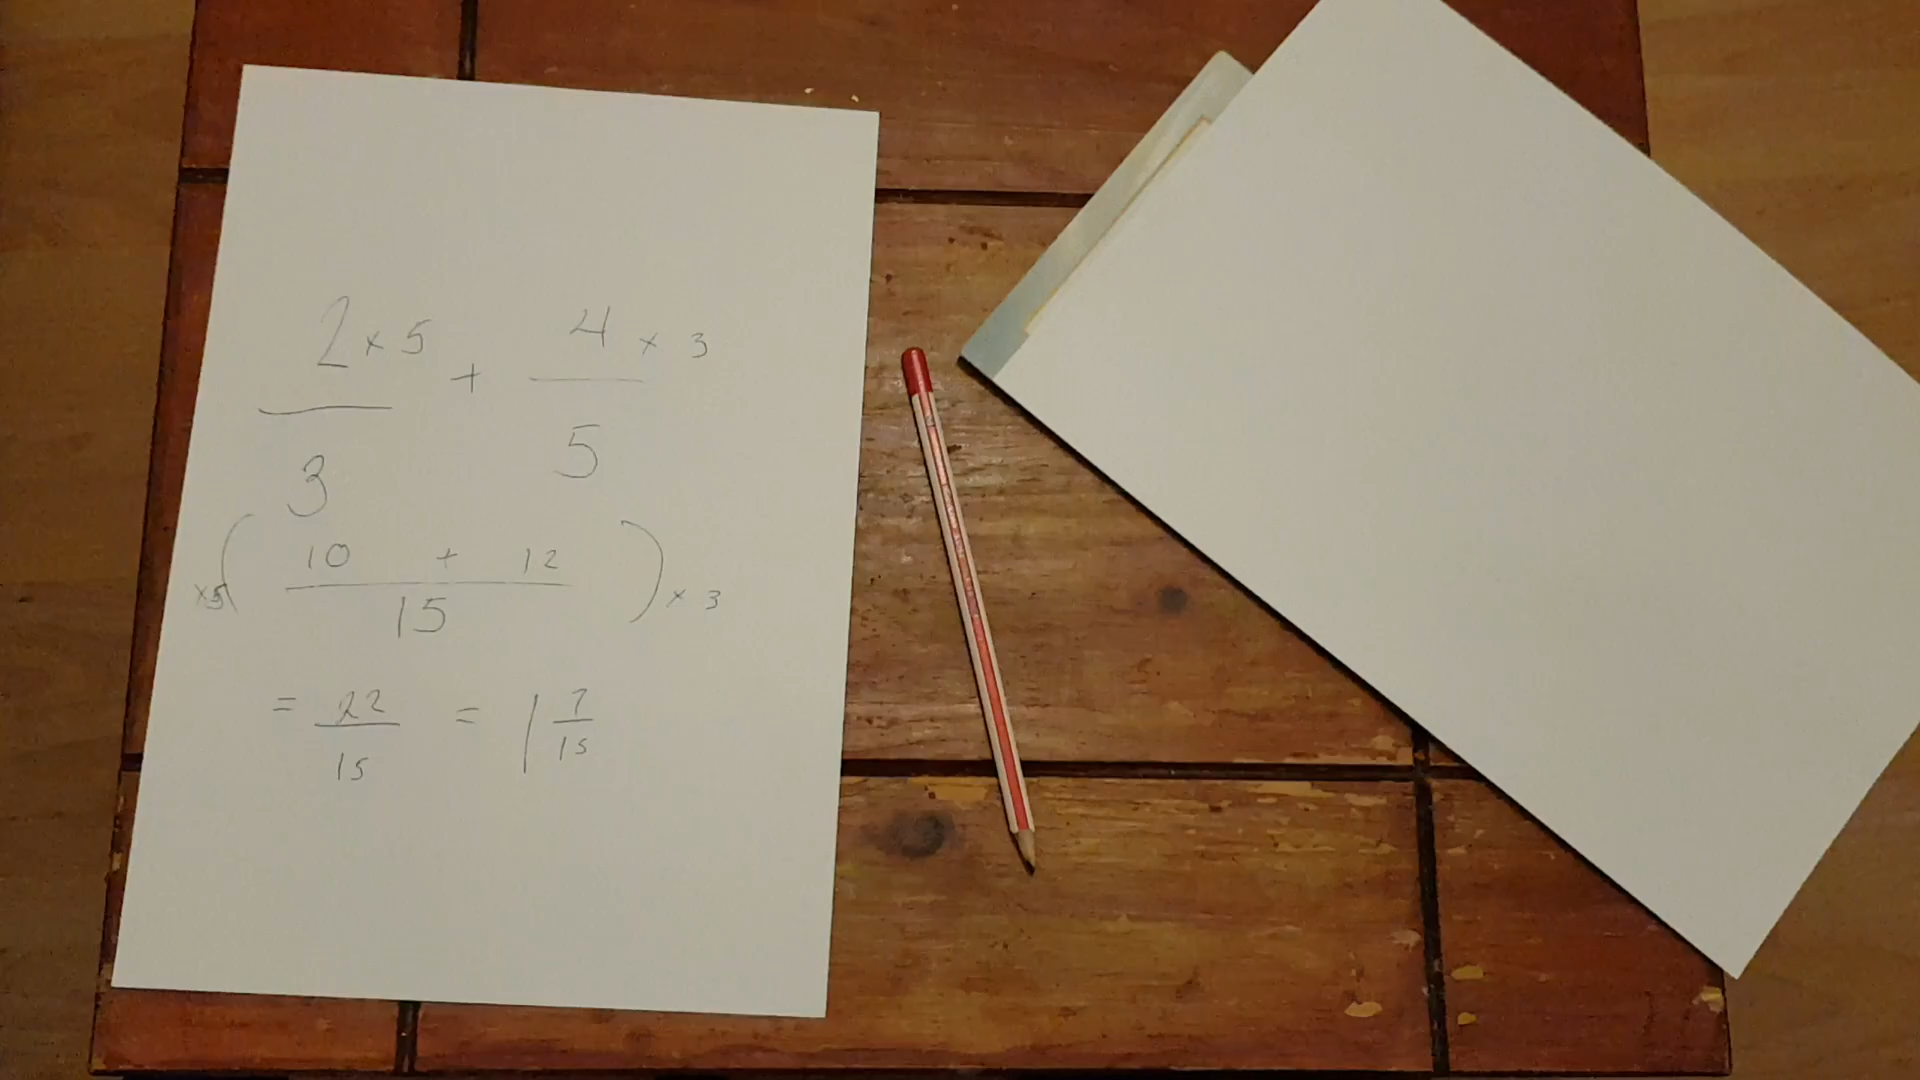 2 × 5 + 4 × 3
3 5
×5 ( 10 + 12 ) × 3
15
= 22 = 1 7
15 15